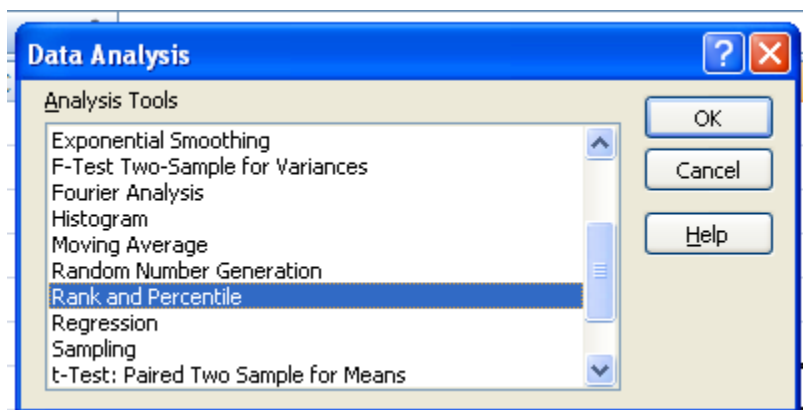 Data Analysis
Analysis Tools
Exponential Smoothing
F-Test Two-Sample for Variances
Fourier Analysis
Histogram
Moving Average
Random Number Generation
Rank and Percentile
Regression
Sampling
t-Test: Paired Two Sample for Means
OK
Cancel
Help